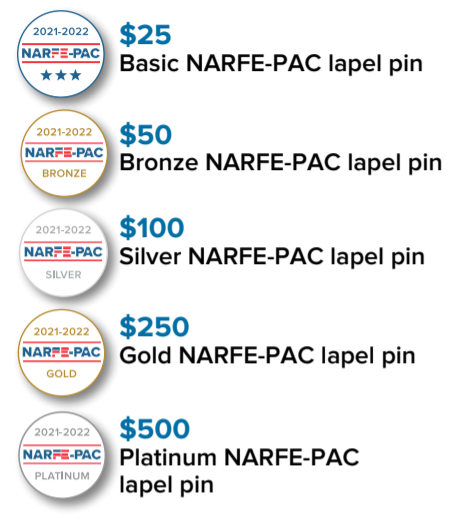 2021-2022
NARFE-PAC
$25
Basic NARFE-PAC lapel pin
2021-2022
NARFE-PAC
BRONZE
$50
Bronze NARFE-PAC lapel pin
2021-2022
NARFE-PAC
SILVER
$100
Silver NARFE-PAC lapel pin
2021-2022
NARFE-PAC
GOLD
$250
Gold NARFE-PAC lapel pin
2021-2022
NARFE-PAC
PLATINUM
$500
Platinum NARFE-PAC
lapel pin